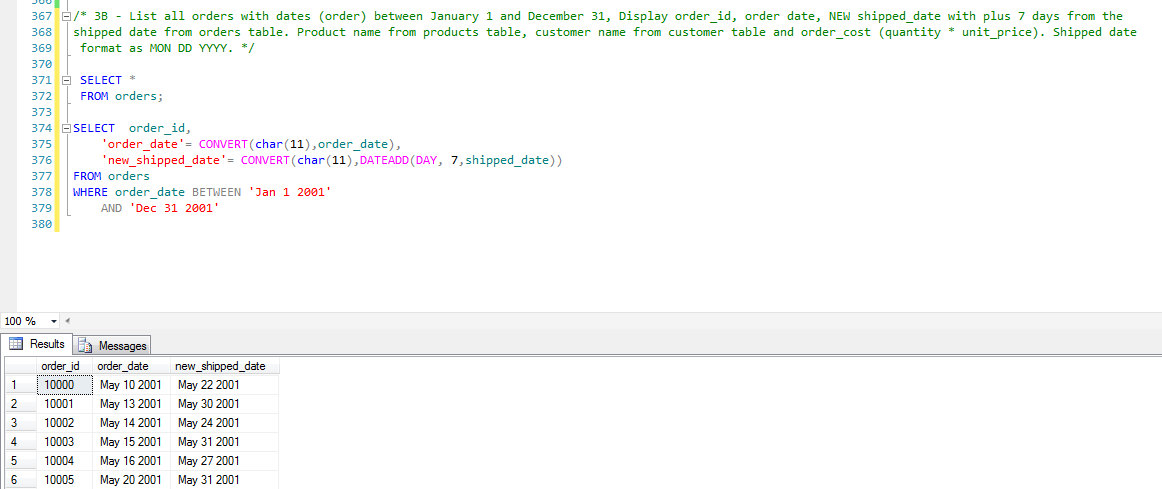 366
367 /* 3B - List all orders with dates (order) between January 1 and December 31, Display order_id, order date, NEW shipped_date with plus 7 days from the
368 shipped date from orders table. Product name from products table, customer name from customer table and order_cost (quantity * unit_price). Shipped date
369 format as MON DD YYYY. */
370
371 SELECT *
372 FROM orders;
373
374 SELECT order_id,
375 'order_date'= CONVERT(char(11),order_date),
376 'new_shipped_date'= CONVERT(char(11),DATEADD(DAY, 7,shipped_date))
377 FROM orders
378 WHERE order_date BETWEEN 'Jan 1 2001'
379 AND 'Dec 31 2001'
380
100 %
Results Messages
order_id order_date new_shipped_date
1 10000 May 10 2001 May 22 2001
2 10001 May 13 2001 May 30 2001
3 10002 May 14 2001 May 24 2001
4 10003 May 15 2001 May 31 2001
5 10004 May 16 2001 May 27 2001
6 10005 May 20 2001 May 31 2001